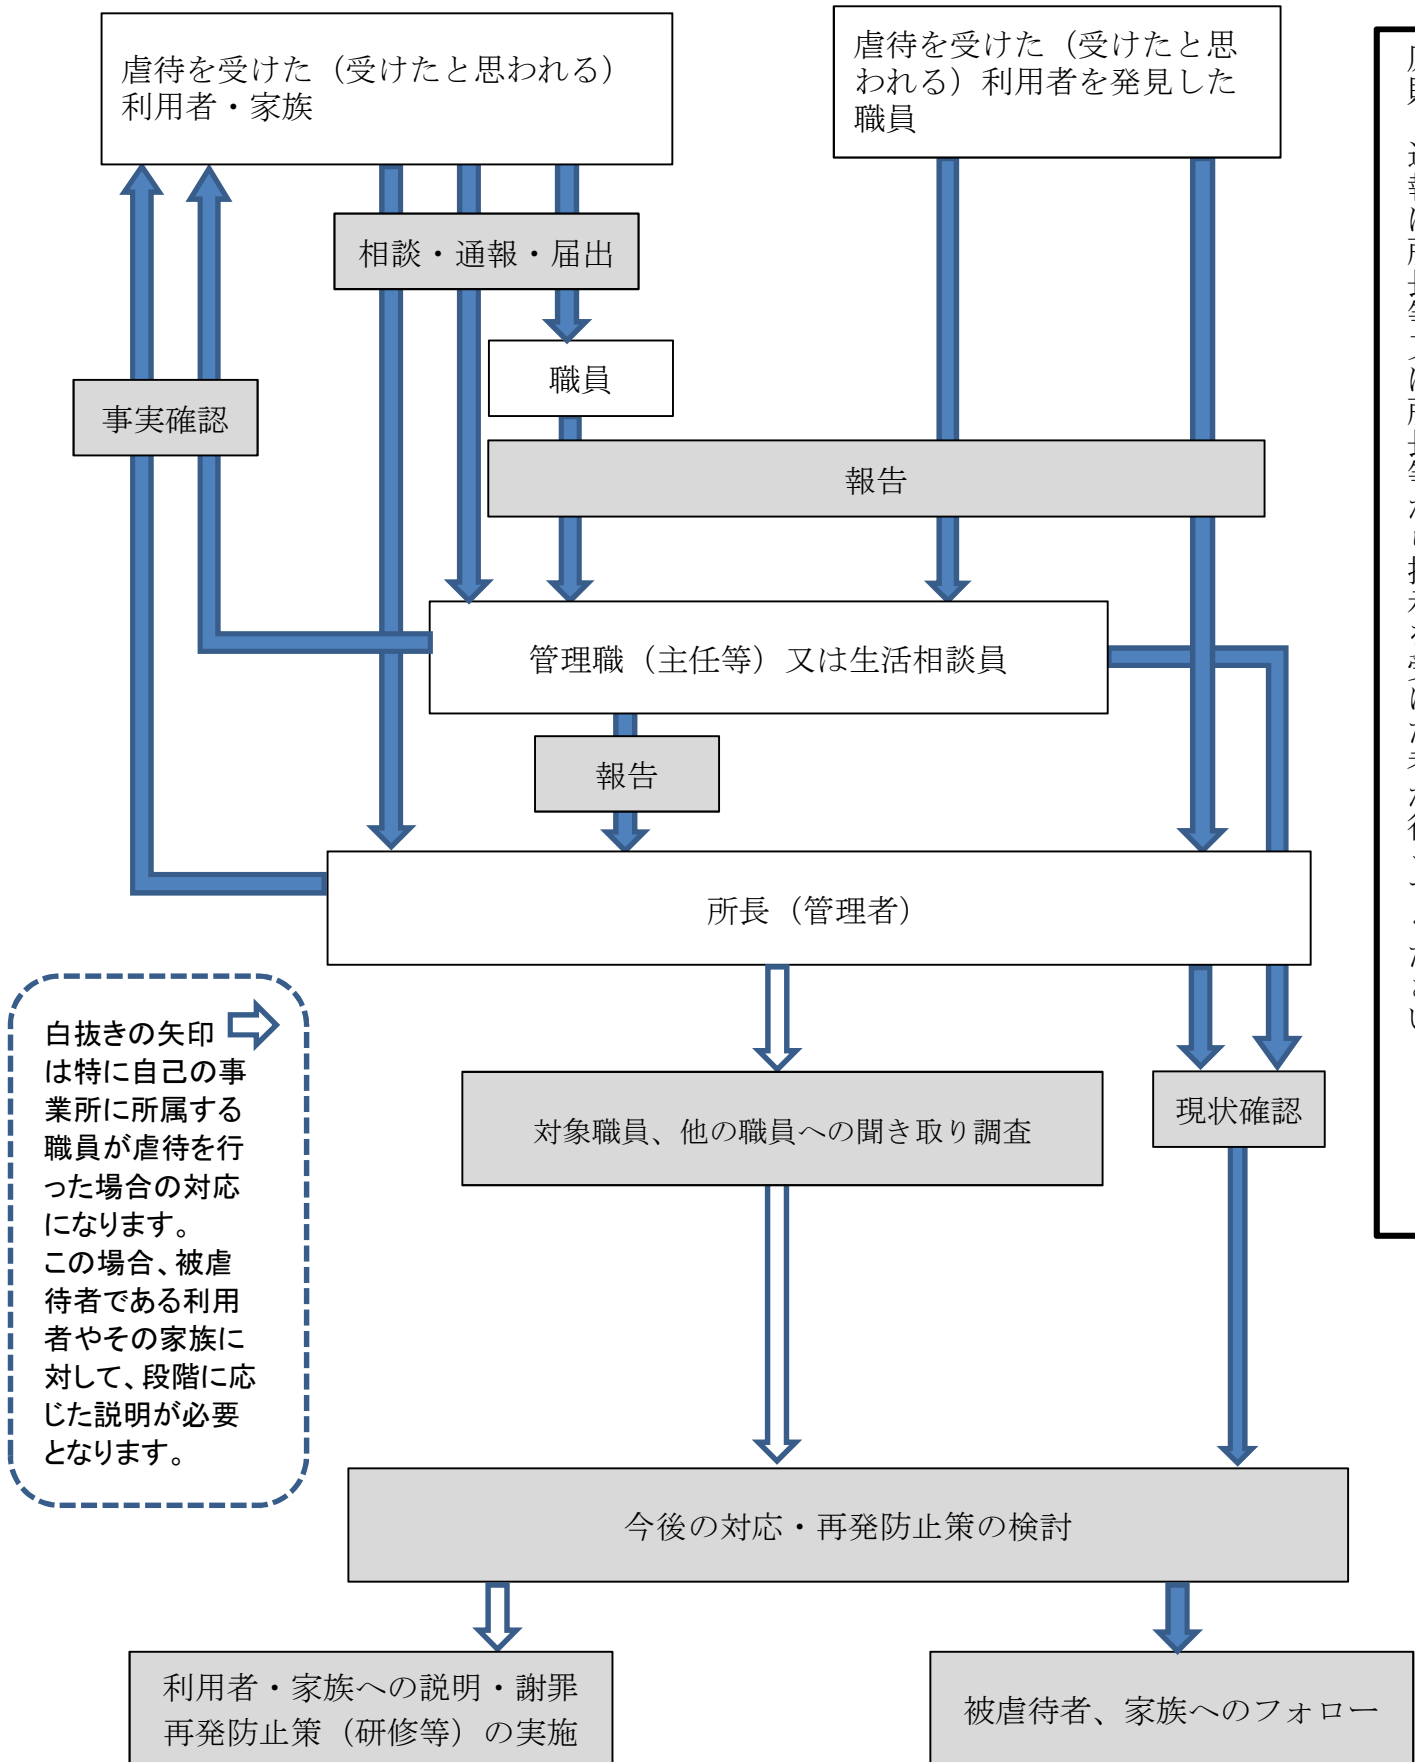 虐待を受けた（受けたと思われる）
利用者・家族
虐待を受けた（受けたと思
われる）利用者を発見した
職員
相談・通報・届出
職員
事実確認
報告
管理職（主任等）又は生活相談員
報告
所長（管理者）
白抜きの矢印
は特に自己の事
業所に所属する
職員が虐待を行
った場合の対応
になります。
この場合、被虐
待者である利用
者やその家族に
対して、段階に応
じた説明が必要
となります。
対象職員、他の職員への聞き取り調査
現状確認
今後の対応・再発防止策の検討
利用者・家族への説明・謝罪
再発防止策（研修等）の実施
被虐待者、家族へのフォロー